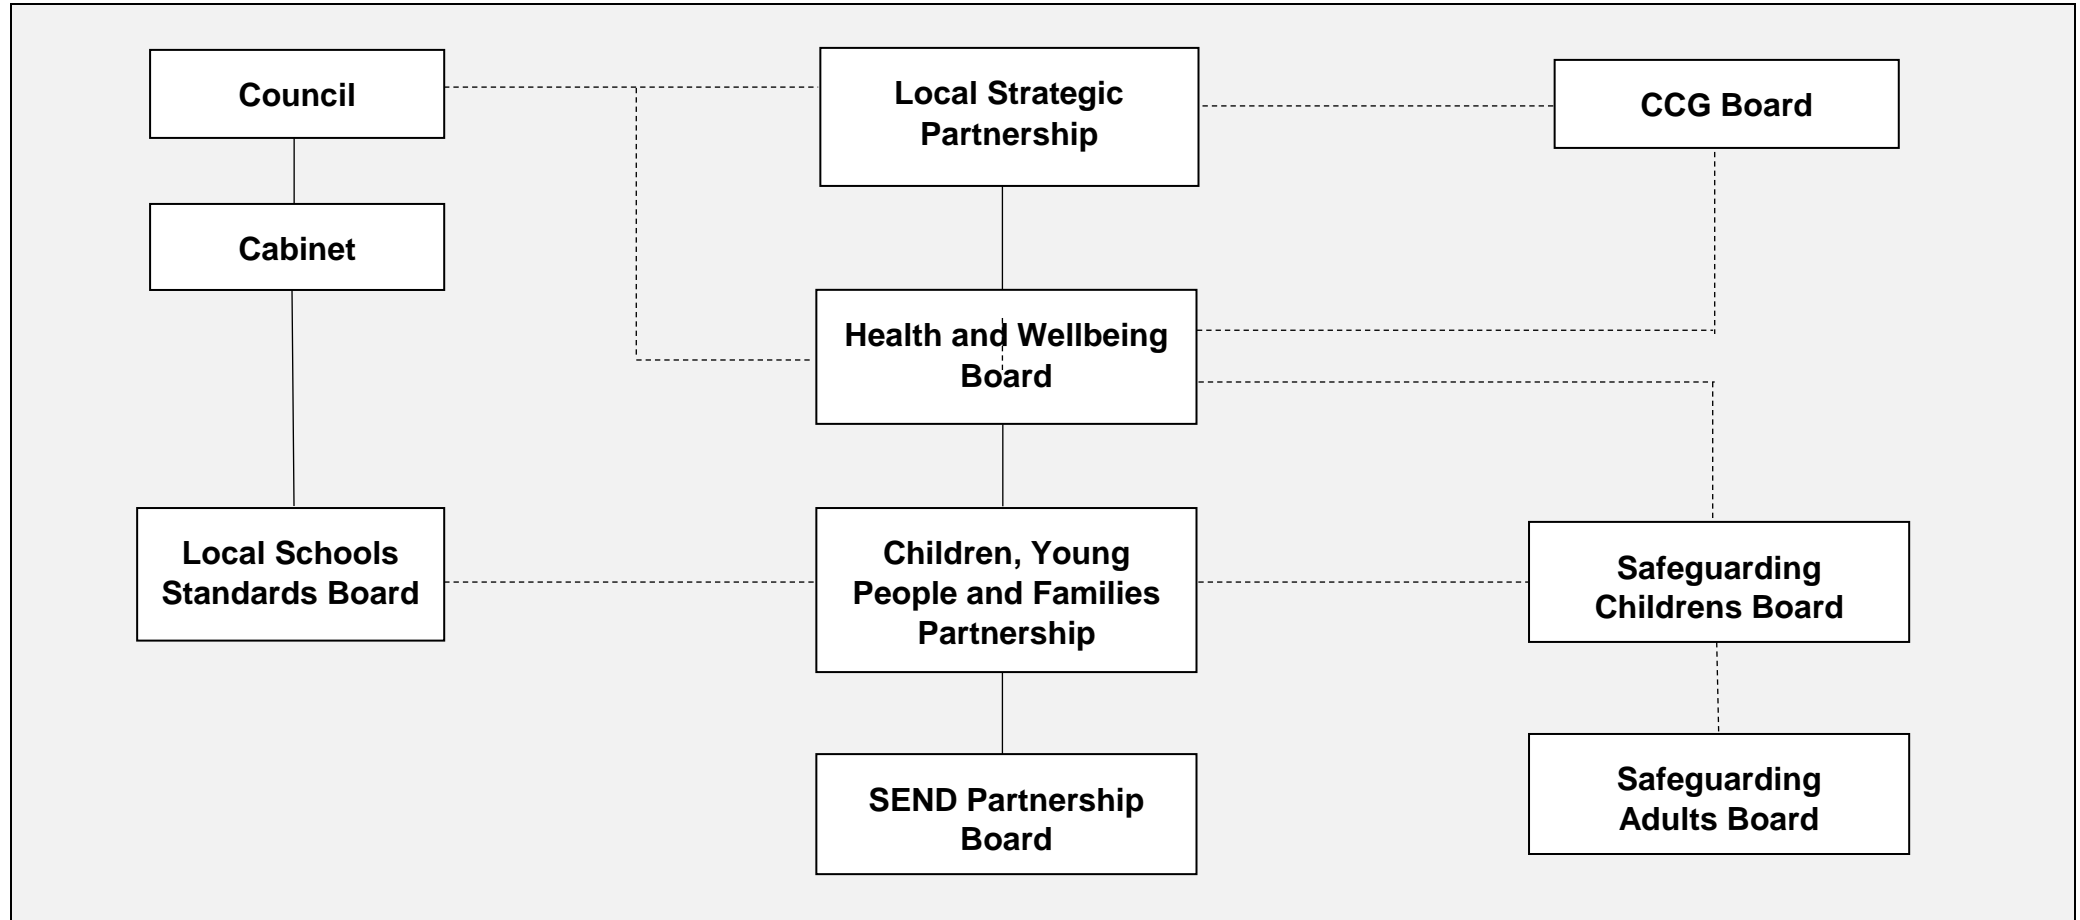 Council
Local Strategic
Partnership
CCG Board
Cabinet
Health and Wellbeing
Board
Local Schools
Standards Board
Children, Young
People and Families
Partnership
Safeguarding
Childrens Board
SEND Partnership
Board
Safeguarding
Adults Board